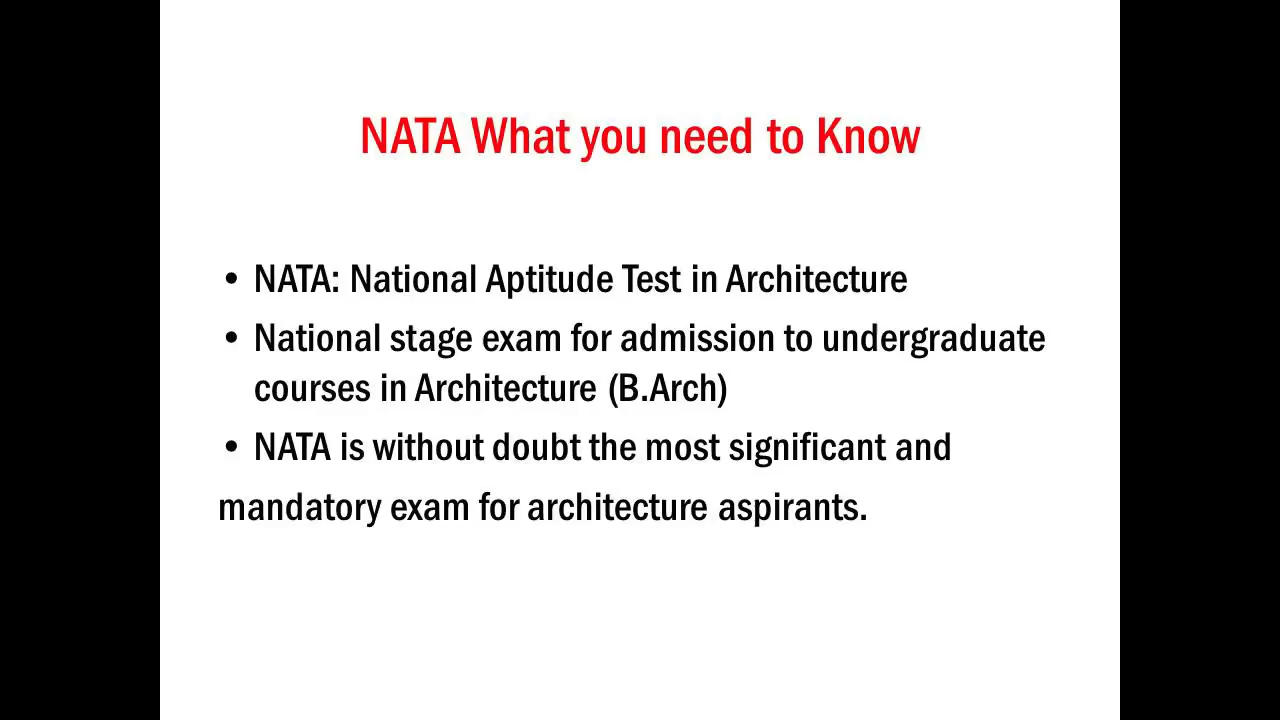 NATA What you need to Know
• NATA: National Aptitude Test in Architecture
• National stage exam for admission to undergraduate
courses in Architecture (B.Arch)
• NATA is without doubt the most significant and
mandatory exam for architecture aspirants.